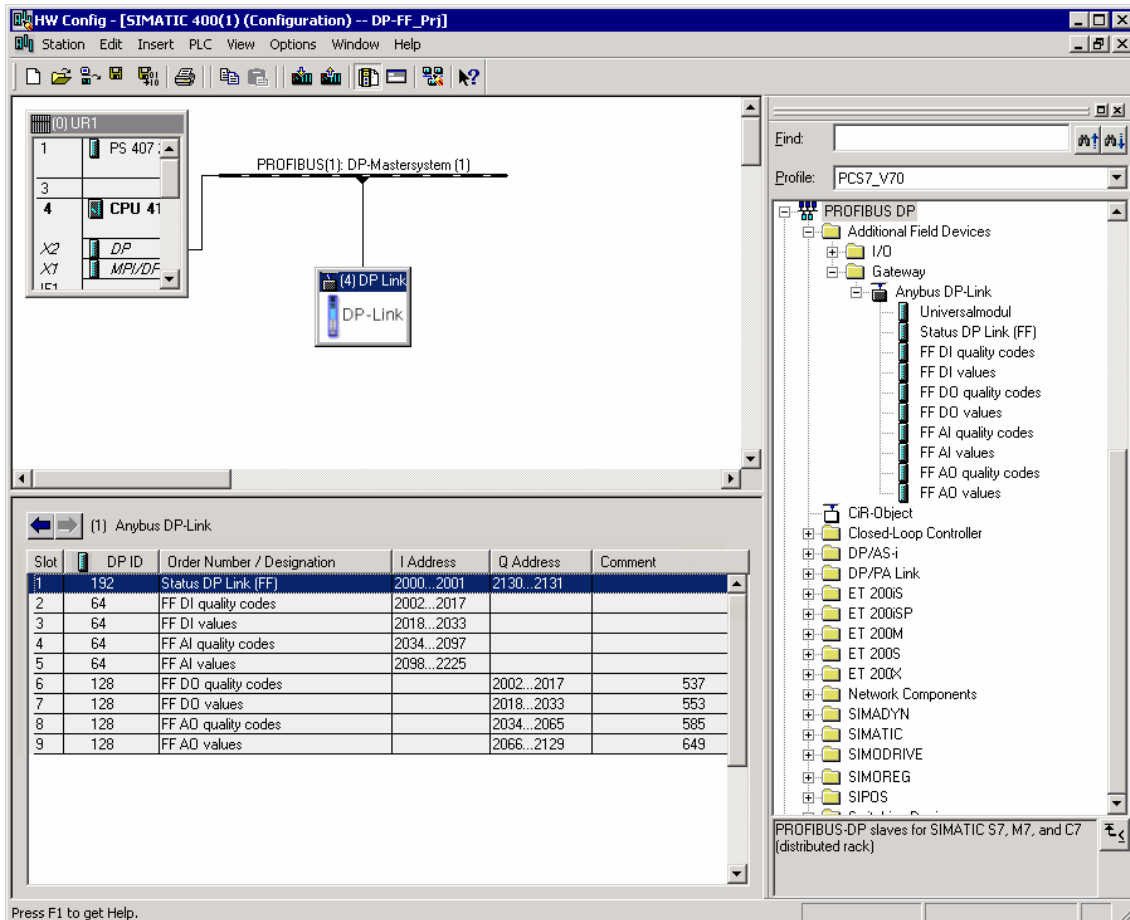 HW Config - [SIMATIC 400(1) (Configuration) -- DP-FF_Prj]
Station Edit Insert PLC View Options Window Help
(0) UR1
1 PS 407
3
4 CPU 41
X2 DP
X1 MPI/DP
IF1
PROFIBUS(1): DP-Mastersystem (1)
(4) DP Link
DP-Link
(1) Anybus DP-Link
Slot DP ID Order Number / Designation I Address Q Address Comment
1 192 Status DP Link (FF) 2000...2001 2130...2131
2 64 FF DI quality codes 2002...2017
3 64 FF DI values 2018...2033
4 64 FF AI quality codes 2034...2097
5 64 FF AI values 2098...2225
6 128 FF DO quality codes 2002...2017 537
7 128 FF DO values 2018...2033 553
8 128 FF AO quality codes 2034...2065 585
9 128 FF AO values 2066...2129 649
Find:
Profile: PCS7_V70
PROFIBUS DP
Additional Field Devices
I/O
Gateway
Anybus DP-Link
Universalmodul
Status DP Link (FF)
FF DI quality codes
FF DI values
FF DO quality codes
FF DO values
FF AI quality codes
FF AI values
FF AO quality codes
FF AO values
CiR-Object
Closed-Loop Controller
DP/AS-i
DP/PA Link
ET 200iS
ET 200iSP
ET 200M
ET 200S
ET 200X
Network Components
SIMADYN
SIMATIC
SIMODRIVE
SIMOREG
SIPOS
PROFIBUS-DP slaves for SIMATIC S7, M7, and C7
(distributed rack)
Press F1 to get Help.